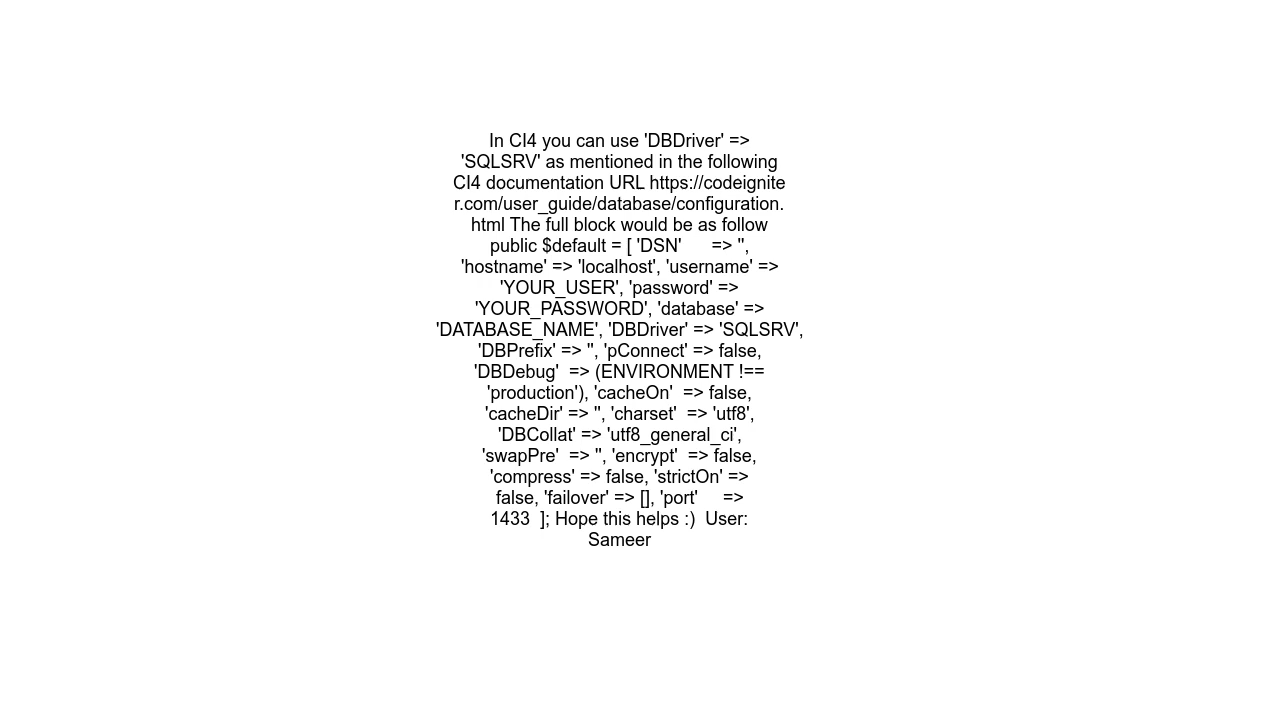 In CI4 you can use 'DBDriver' =>
'SQLSRV' as mentioned in the following
CI4 documentation URL https://codeignite
r.com/user_guide/database/configuration.
html The full block would be as follow
public $default = [ 'DSN'      => '',
'hostname' => 'localhost', 'username' =>
'YOUR_USER', 'password' =>
'YOUR_PASSWORD', 'database' =>
'DATABASE_NAME', 'DBDriver' => 'SQLSRV',
'DBPrefix' => '', 'pConnect' => false,
'DBDebug'  => (ENVIRONMENT !==
'production'), 'cacheOn'  => false,
'cacheDir' => '', 'charset'  => 'utf8',
'DBCollat' => 'utf8_general_ci',
'swapPre'  => '', 'encrypt'  => false,
'compress' => false, 'strictOn' =>
false, 'failover' => [], 'port'     =>
1433  ]; Hope this helps :)  User:
Sameer